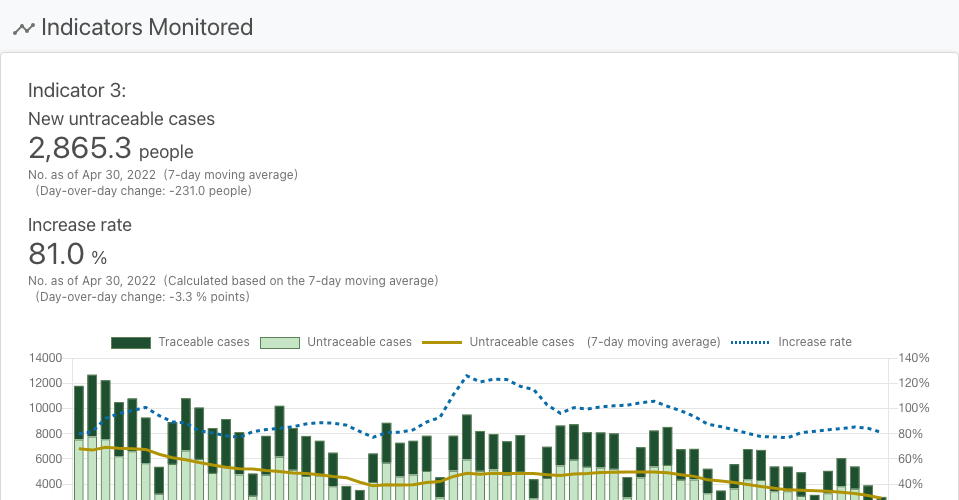 Indicators Monitored
Indicator 3:
New untraceable cases
2,865.3 people
No. as of Apr 30, 2022 (7-day moving average)
(Day-over-day change: -231.0 people)
Increase rate
81.0 %
No. as of Apr 30, 2022 (Calculated based on the 7-day moving average)
(Day-over-day change: -3.3 % points)
Traceable cases Untraceable cases Untraceable cases (7-day moving average) Increase rate
14000 140%
12000 120%
10000 100%
8000 80%
6000 60%
4000 40%